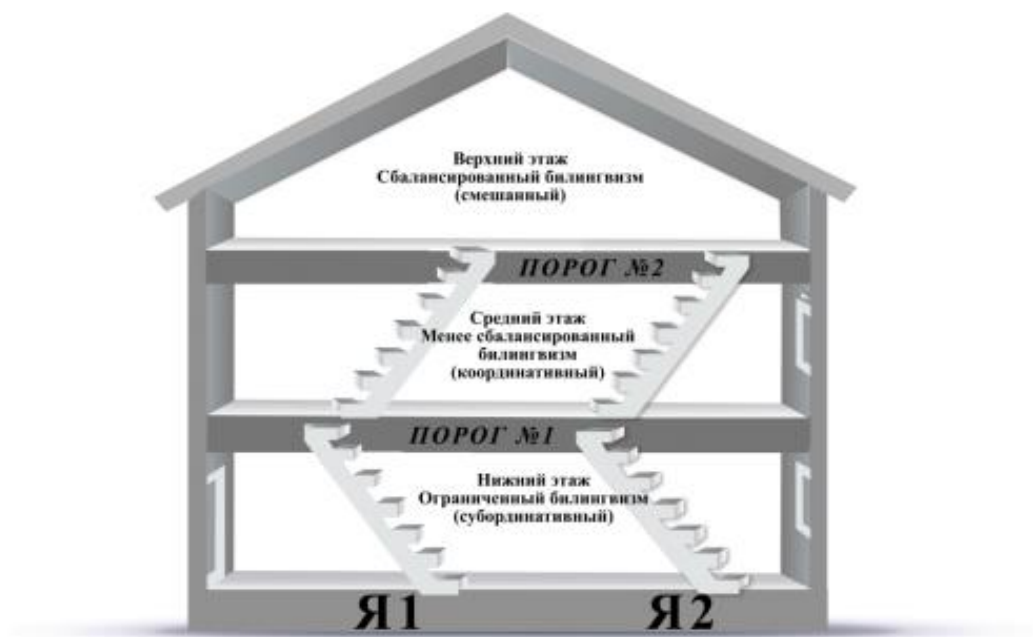 Верхний этаж
Сбалансированный билингвизм
(смешанный)
ПОРОГ №2
Средний этаж
Менее сбалансированный
билингвизм
(координативный)
ПОРОГ №1
Нижний этаж
Ограниченный билингвизм
(субординативный)
Я1 Я2